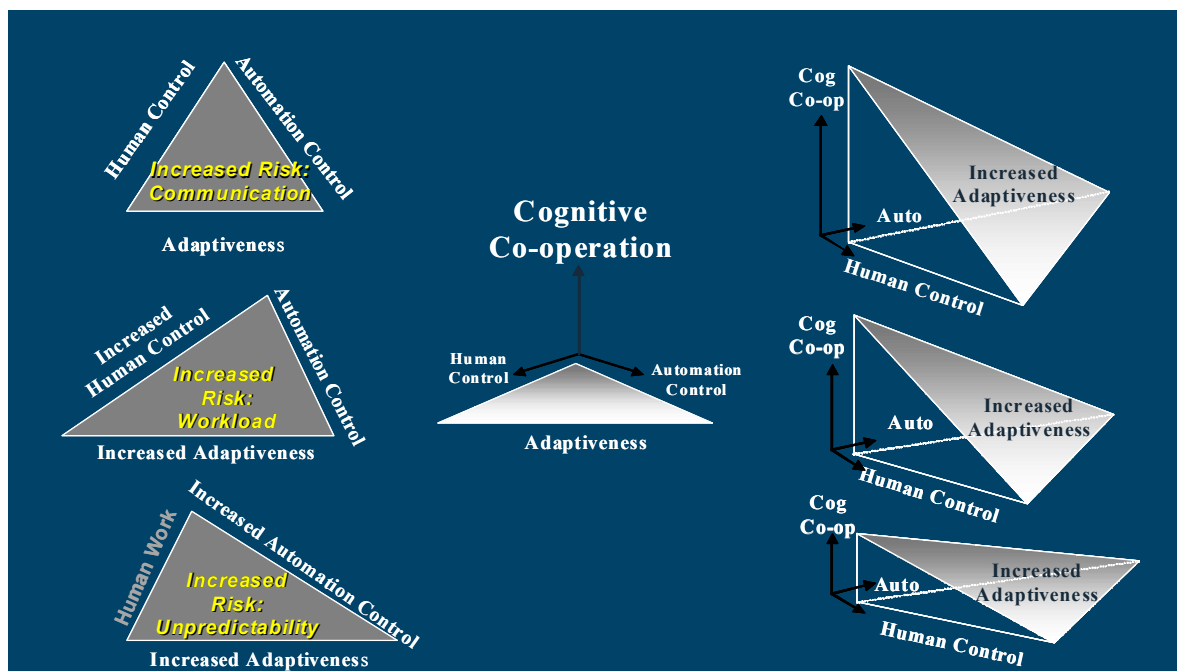 Human Control
Automation Control
Increased Risk:
Communication
Adaptiveness
Increased
Human Control
Automation Control
Increased
Risk:
Workload
Increased Adaptiveness
Human Work
Increased Automation Control
Increased
Risk:
Unpredictability
Increased Adaptiveness
Cognitive
Co-operation
Human
Control
Automation
Control
Adaptiveness
Cog
Co-op
Increased
Adaptiveness
Auto
Human Control
Cog
Co-op
Increased
Adaptiveness
Auto
Human Control
Cog
Co-op
Increased
Adaptiveness
Auto
Human Control